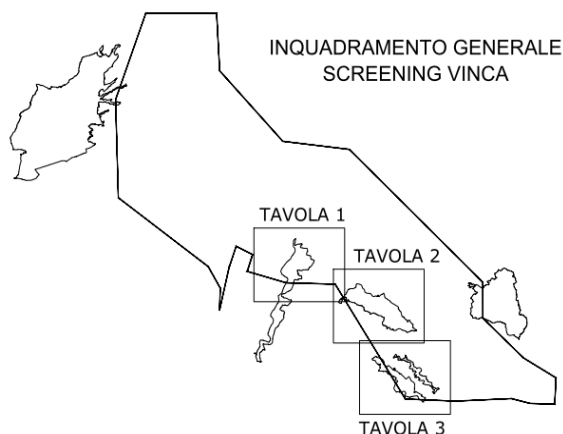 INQUADRAMENTO GENERALE
SCREENING VINCA
TAVOLA 1
TAVOLA 2
TAVOLA 3